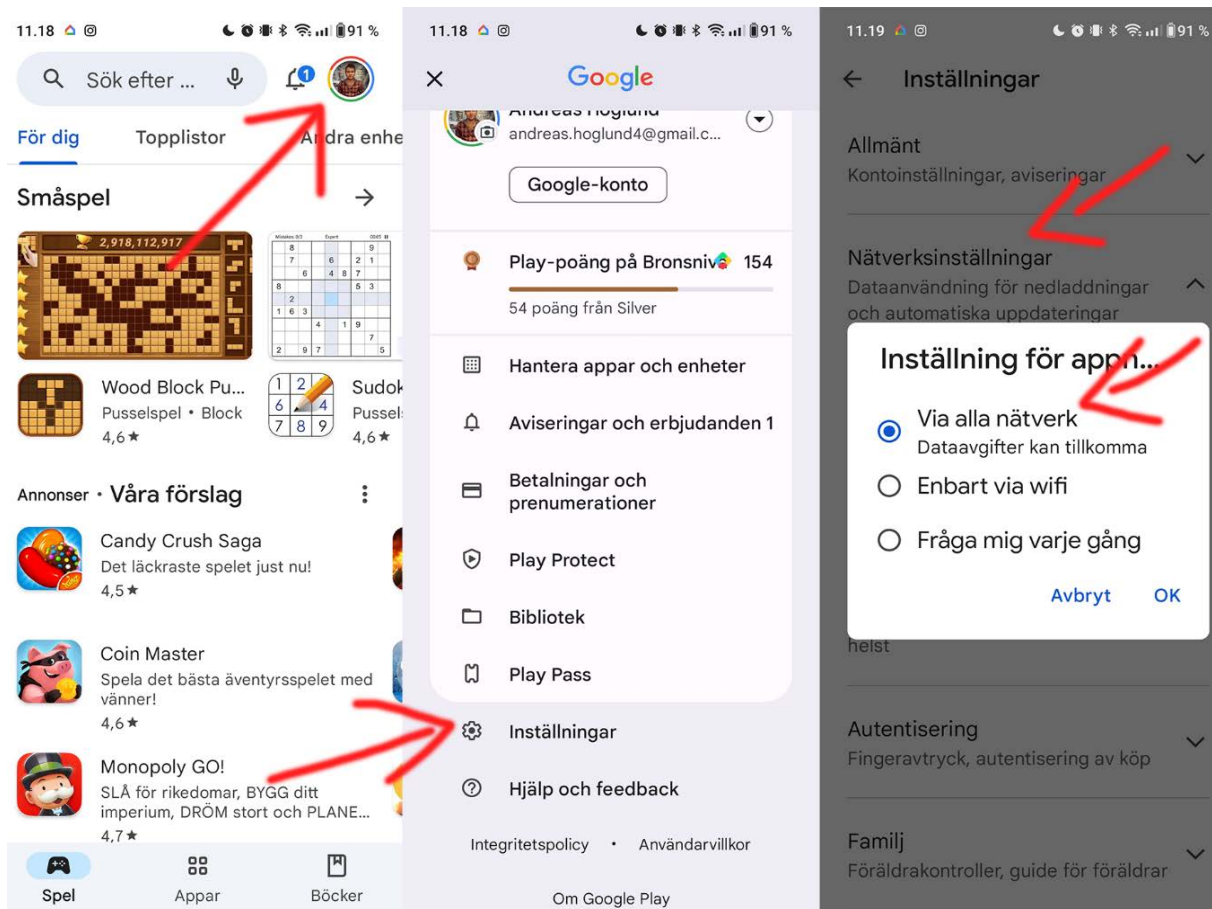 11.18
91 %
Sök efter ...
1
För dig
Topplistor
Andra enhe
Småspel
2,918,112,917
Wood Block Pu...
Pusselspel • Block
4,6★
Sudok
Pussels
4,6★
Annonser • Våra förslag
Candy Crush Saga
Det läckraste spelet just nu!
4,5★
Coin Master
Spela det bästa äventyrsspelet med
vänner!
4,6★
Monopoly GO!
SLÅ för rikedomar, BYGG ditt
imperium, DRÖM stort och PLANE...
4,7★
Spel
Appar
Böcker
11.18
91 %
Google
Andreas Hoglund
andreas.hoglund4@gmail.c...
Google-konto
Play-poäng på Bronsniv
154
54 poäng från Silver
Hantera appar och enheter
Aviseringar och erbjudanden 1
Betalningar och
prenumerationer
Play Protect
Bibliotek
Play Pass
Inställningar
Hjälp och feedback
Integritetspolicy • Användarvillkor
Om Google Play
11.19
91 %
Inställningar
Allmänt
Kontoinställningar, aviseringar
Nätverksinställningar
Dataanvändning för nedladdningar
och automatiska uppdateringar
Inställning för appn...
Via alla nätverk
Dataavgifter kan tillkomma
Enbart via wifi
Fråga mig varje gång
Avbryt
OK
helst
Autentisering
Fingeravtryck, autentisering av köp
Familj
Föräldrakontroller, guide för föräldrar